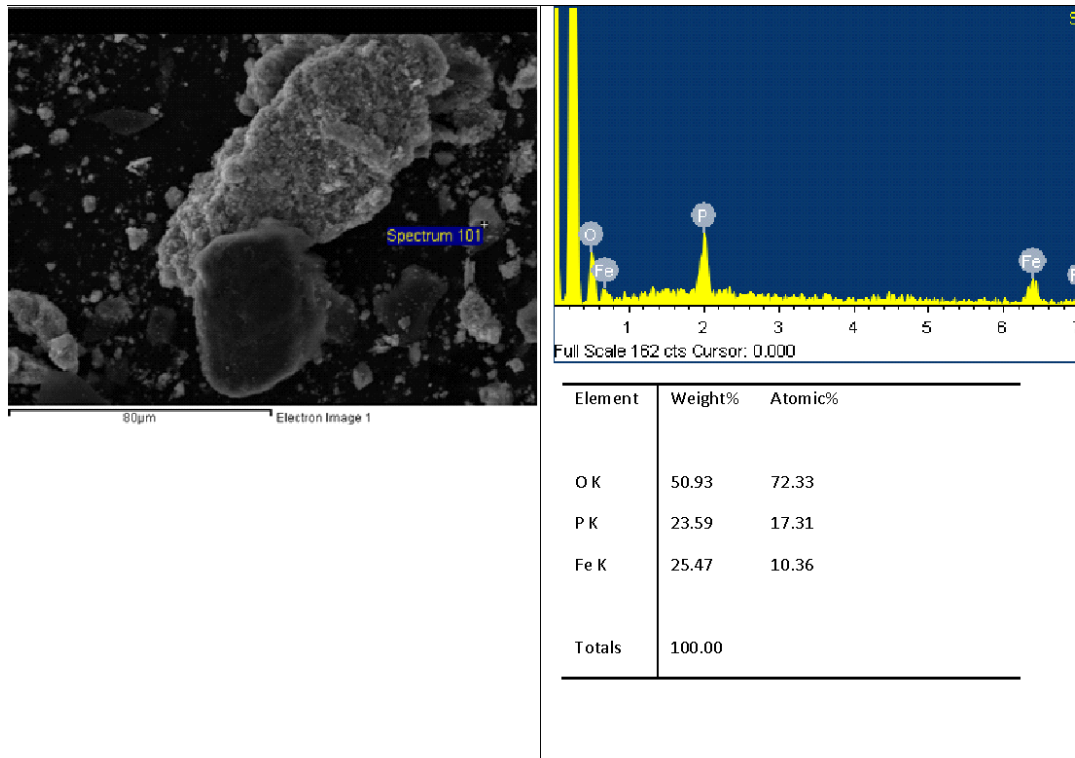 Spectrum 101
80µm Electron Image 1
S
O
Fe
P
Fe
F
1 2 3 4 5 6 7
Full Scale 162 cts Cursor: 0.000
Element Weight% Atomic%
O K 50.93 72.33
P K 23.59 17.31
Fe K 25.47 10.36
Totals 100.00